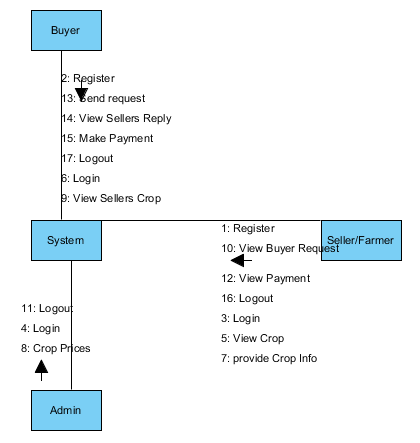 Buyer
2: Register
13: Send request
14: View Sellers Reply
15: Make Payment
17: Logout
6: Login
9: View Sellers Crop
System
Seller/Farmer
1: Register
10: View Buyer Request
12: View Payment
16: Logout
3: Login
5: View Crop
7: provide Crop Info
11: Logout
4: Login
8: Crop Prices
Admin